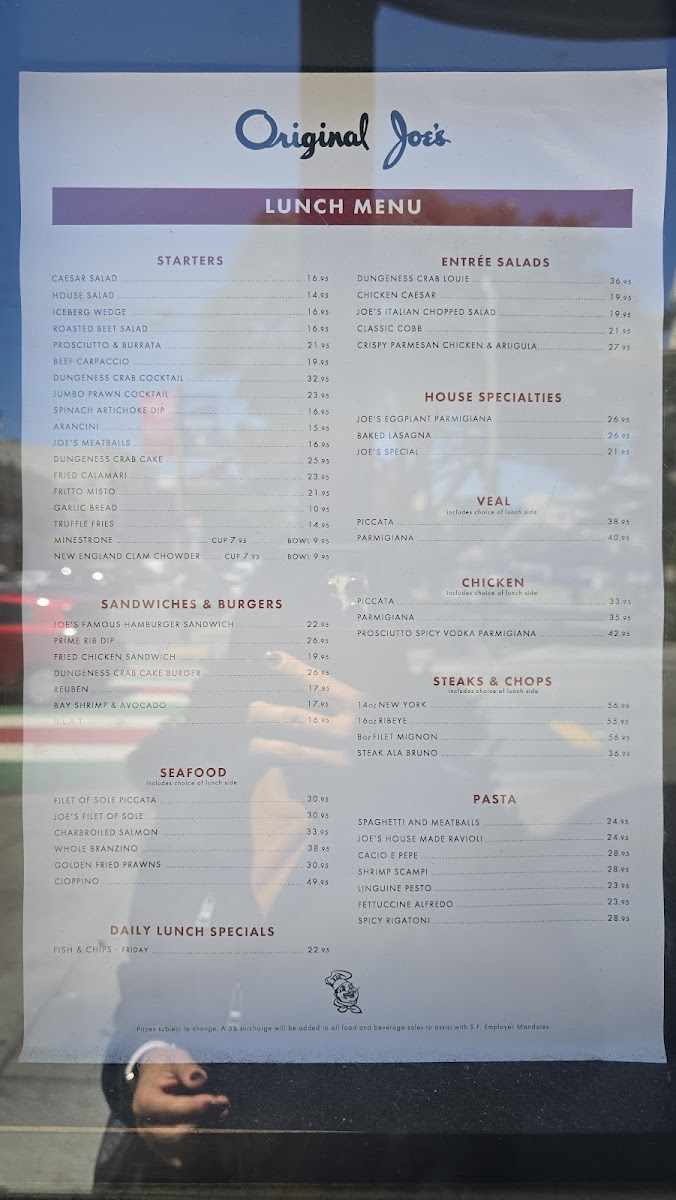 Original Joe's
LUNCH MENU
STARTERS
CAESAR SALAD 16.95
HOUSE SALAD 14.95
ICEBERG WEDGE 16.95
ROASTED BEET SALAD 16.95
PROSCIUTTO & BURRATA 21.95
BEEF CARPACCIO 19.95
DUNGENESS CRAB COCKTAIL 32.95
JUMBO PRAWN COCKTAIL 23.95
SPINACH ARTICHOKE DIP 16.95
ARANCINI 15.95
JOE'S MEATBALLS 16.95
DUNGENESS CRAB CAKE 25.95
FRIED CALAMARI 23.95
FRITTO MISTO 21.95
GARLIC BREAD 10.95
TRUFFLE FRIES 14.95
MINESTRONE CUP 7.95 BOWL 9.95
NEW ENGLAND CLAM CHOWDER CUP 7.95 BOWL 9.95
SANDWICHES & BURGERS
JOE'S FAMOUS HAMBURGER SANDWICH 22.95
PRIME RIB DIP 26.95
FRIED CHICKEN SANDWICH 19.95
DUNGENESS CRAB CAKE BURGER 26.95
REUBEN 17.95
BAY SHRIMP & AVOCADO 17.95
B.L.A.T. 16.95
SEAFOOD
includes choice of lunch side
FILET OF SOLE PICCATA 30.95
JOE'S FILET OF SOLE 30.95
CHARBROILED SALMON 33.95
WHOLE BRANZINO 38.95
GOLDEN FRIED PRAWNS 30.95
CIOPPINO 49.95
DAILY LUNCH SPECIALS
FISH & CHIPS - FRIDAY 22.95
ENTRÉE SALADS
DUNGENESS CRAB LOUIE 36.95
CHICKEN CAESAR 19.95
JOE'S ITALIAN CHOPPED SALAD 19.95
CLASSIC COBB 21.95
CRISPY PARMESAN CHICKEN & ARUGULA 27.95
HOUSE SPECIALTIES
JOE'S EGGPLANT PARMIGIANA 26.95
BAKED LASAGNA 26.95
JOE'S SPECIAL 21.95
VEAL
includes choice of lunch side
PICCATA 38.95
PARMIGIANA 40.95
CHICKEN
includes choice of lunch side
PICCATA 33.95
PARMIGIANA 35.95
PROSCIUTTO SPICY VODKA PARMIGIANA 42.95
STEAKS & CHOPS
includes choice of lunch side
14oz NEW YORK 56.95
16oz RIBEYE 55.95
8oz FILET MIGNON 56.95
STEAK ALA BRUNO 36.95
PASTA
SPAGHETTI AND MEATBALLS 24.95
JOE'S HOUSE MADE RAVIOLI 24.95
CACIO E PEPE 28.95
SHRIMP SCAMPI 28.95
LINGUINE PESTO 23.95
FETTUCCINE ALFREDO 23.95
SPICY RIGATONI 28.95
Prices subject to change. A 5% surcharge will be added to all food and beverage sales to assist with S.F. Employer Mandates.